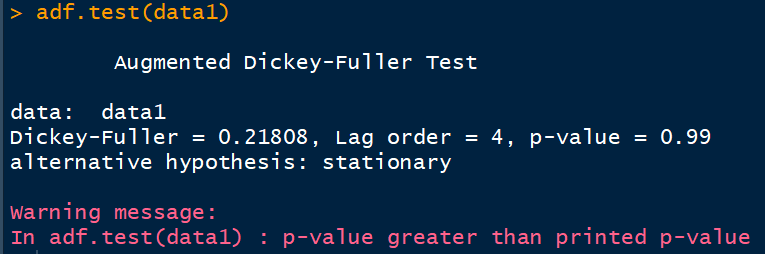 > adf.test(data1)
Augmented Dickey-Fuller Test
data:  data1
Dickey-Fuller = 0.21808, Lag order = 4, p-value = 0.99
alternative hypothesis: stationary
Warning message:
In adf.test(data1) : p-value greater than printed p-value